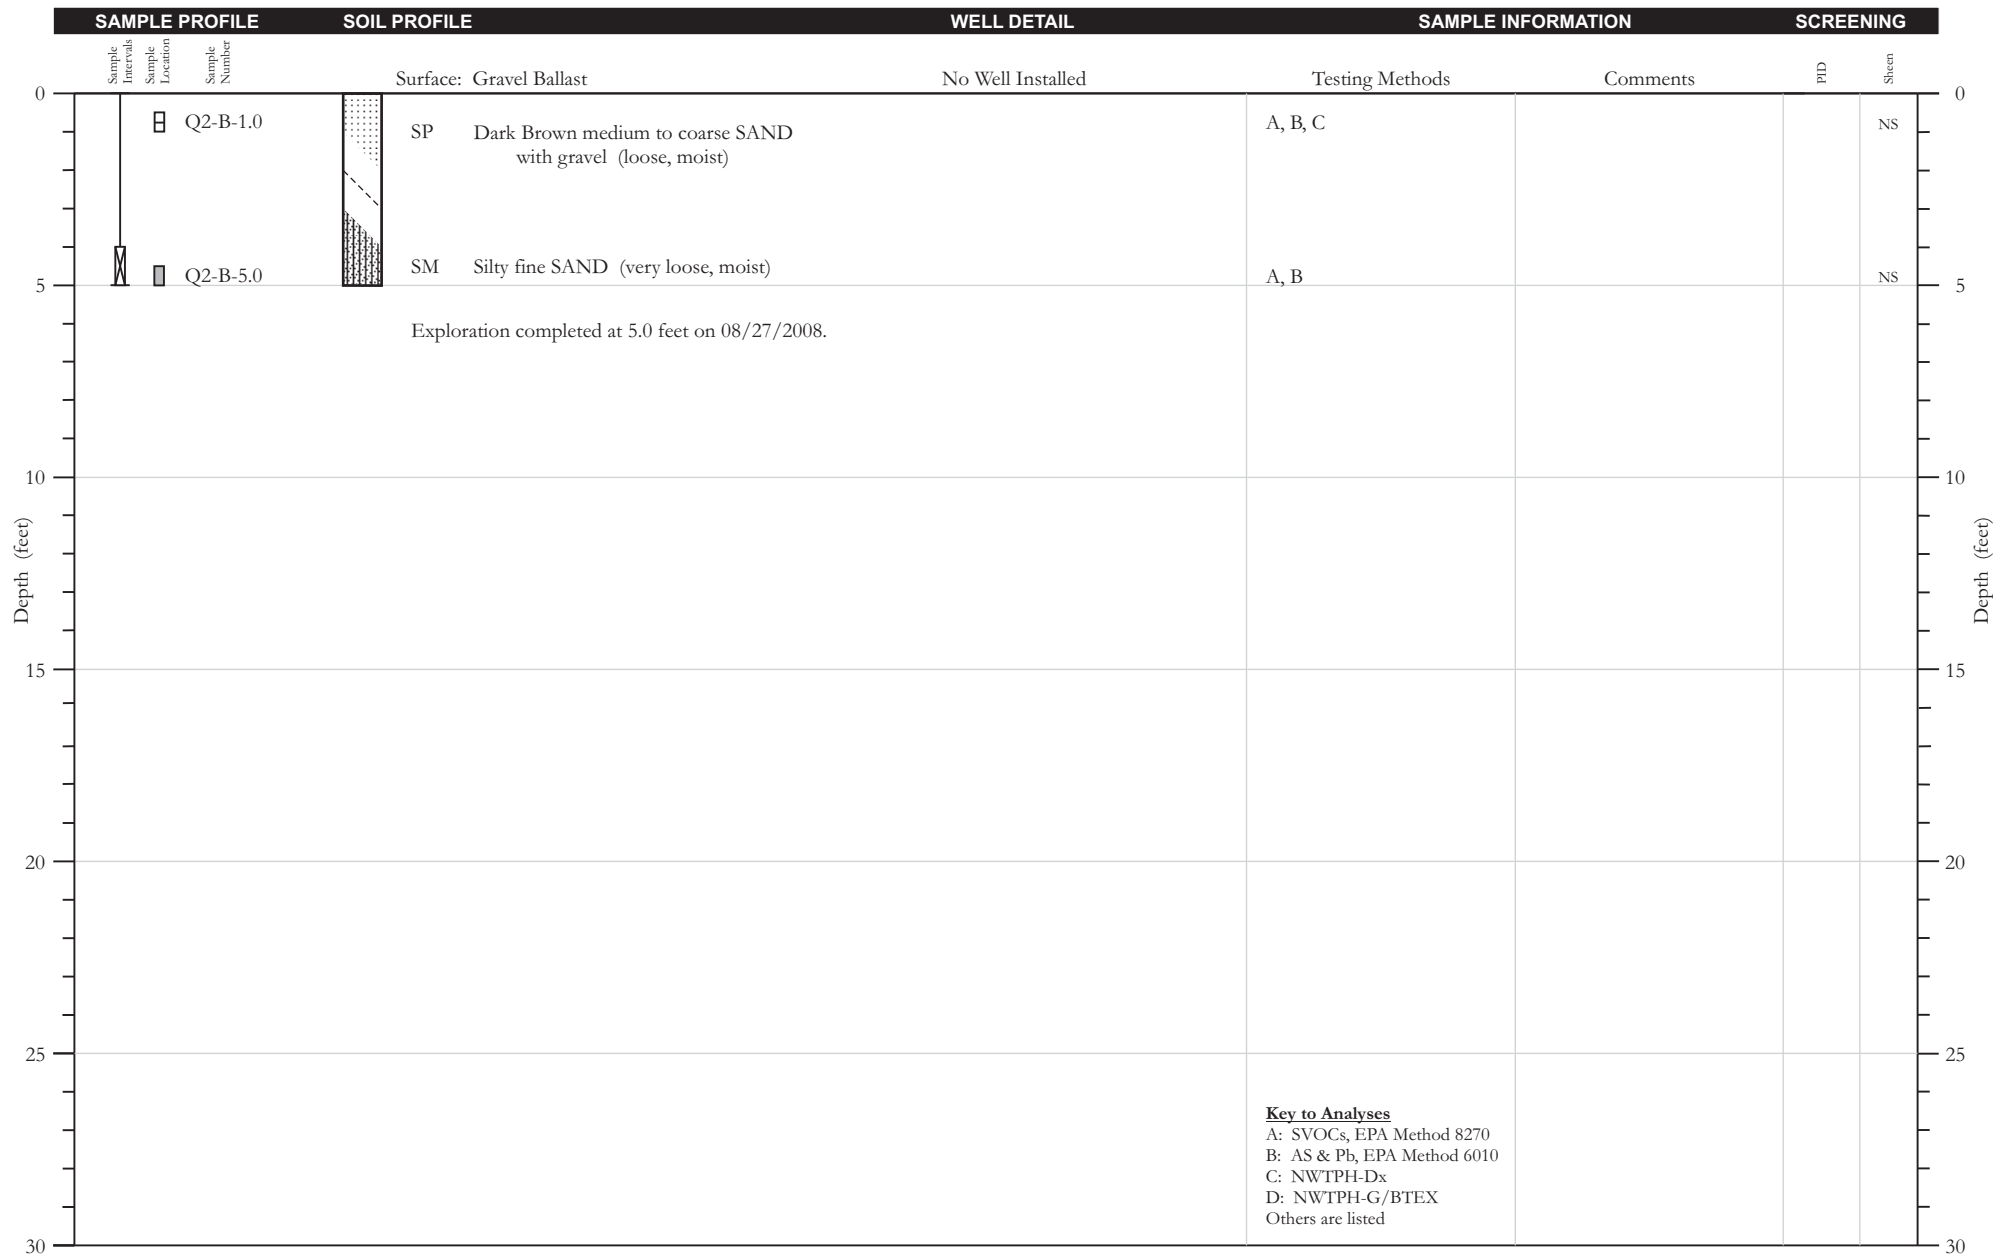 SAMPLE PROFILE SOIL PROFILE WELL DETAIL SAMPLE INFORMATION SCREENING
Sample Intervals
Sample Location
Sample Number
Surface: Gravel Ballast
No Well Installed
Testing Methods
Comments
PID
Sheen
0 0
Q2-B-1.0 SP Dark Brown medium to coarse SAND A, B, C NS
with gravel (loose, moist)
SM Silty fine SAND (very loose, moist)
Q2-B-5.0 A, B NS
5 5
Exploration completed at 5.0 feet on 08/27/2008.
10 10
Depth (feet) Depth (feet)
15 15
20 20
25 25
Key to Analyses
A: SVOCs, EPA Method 8270
B: AS & Pb, EPA Method 6010
C: NWTPH-Dx
D: NWTPH-G/BTEX
Others are listed
30 30